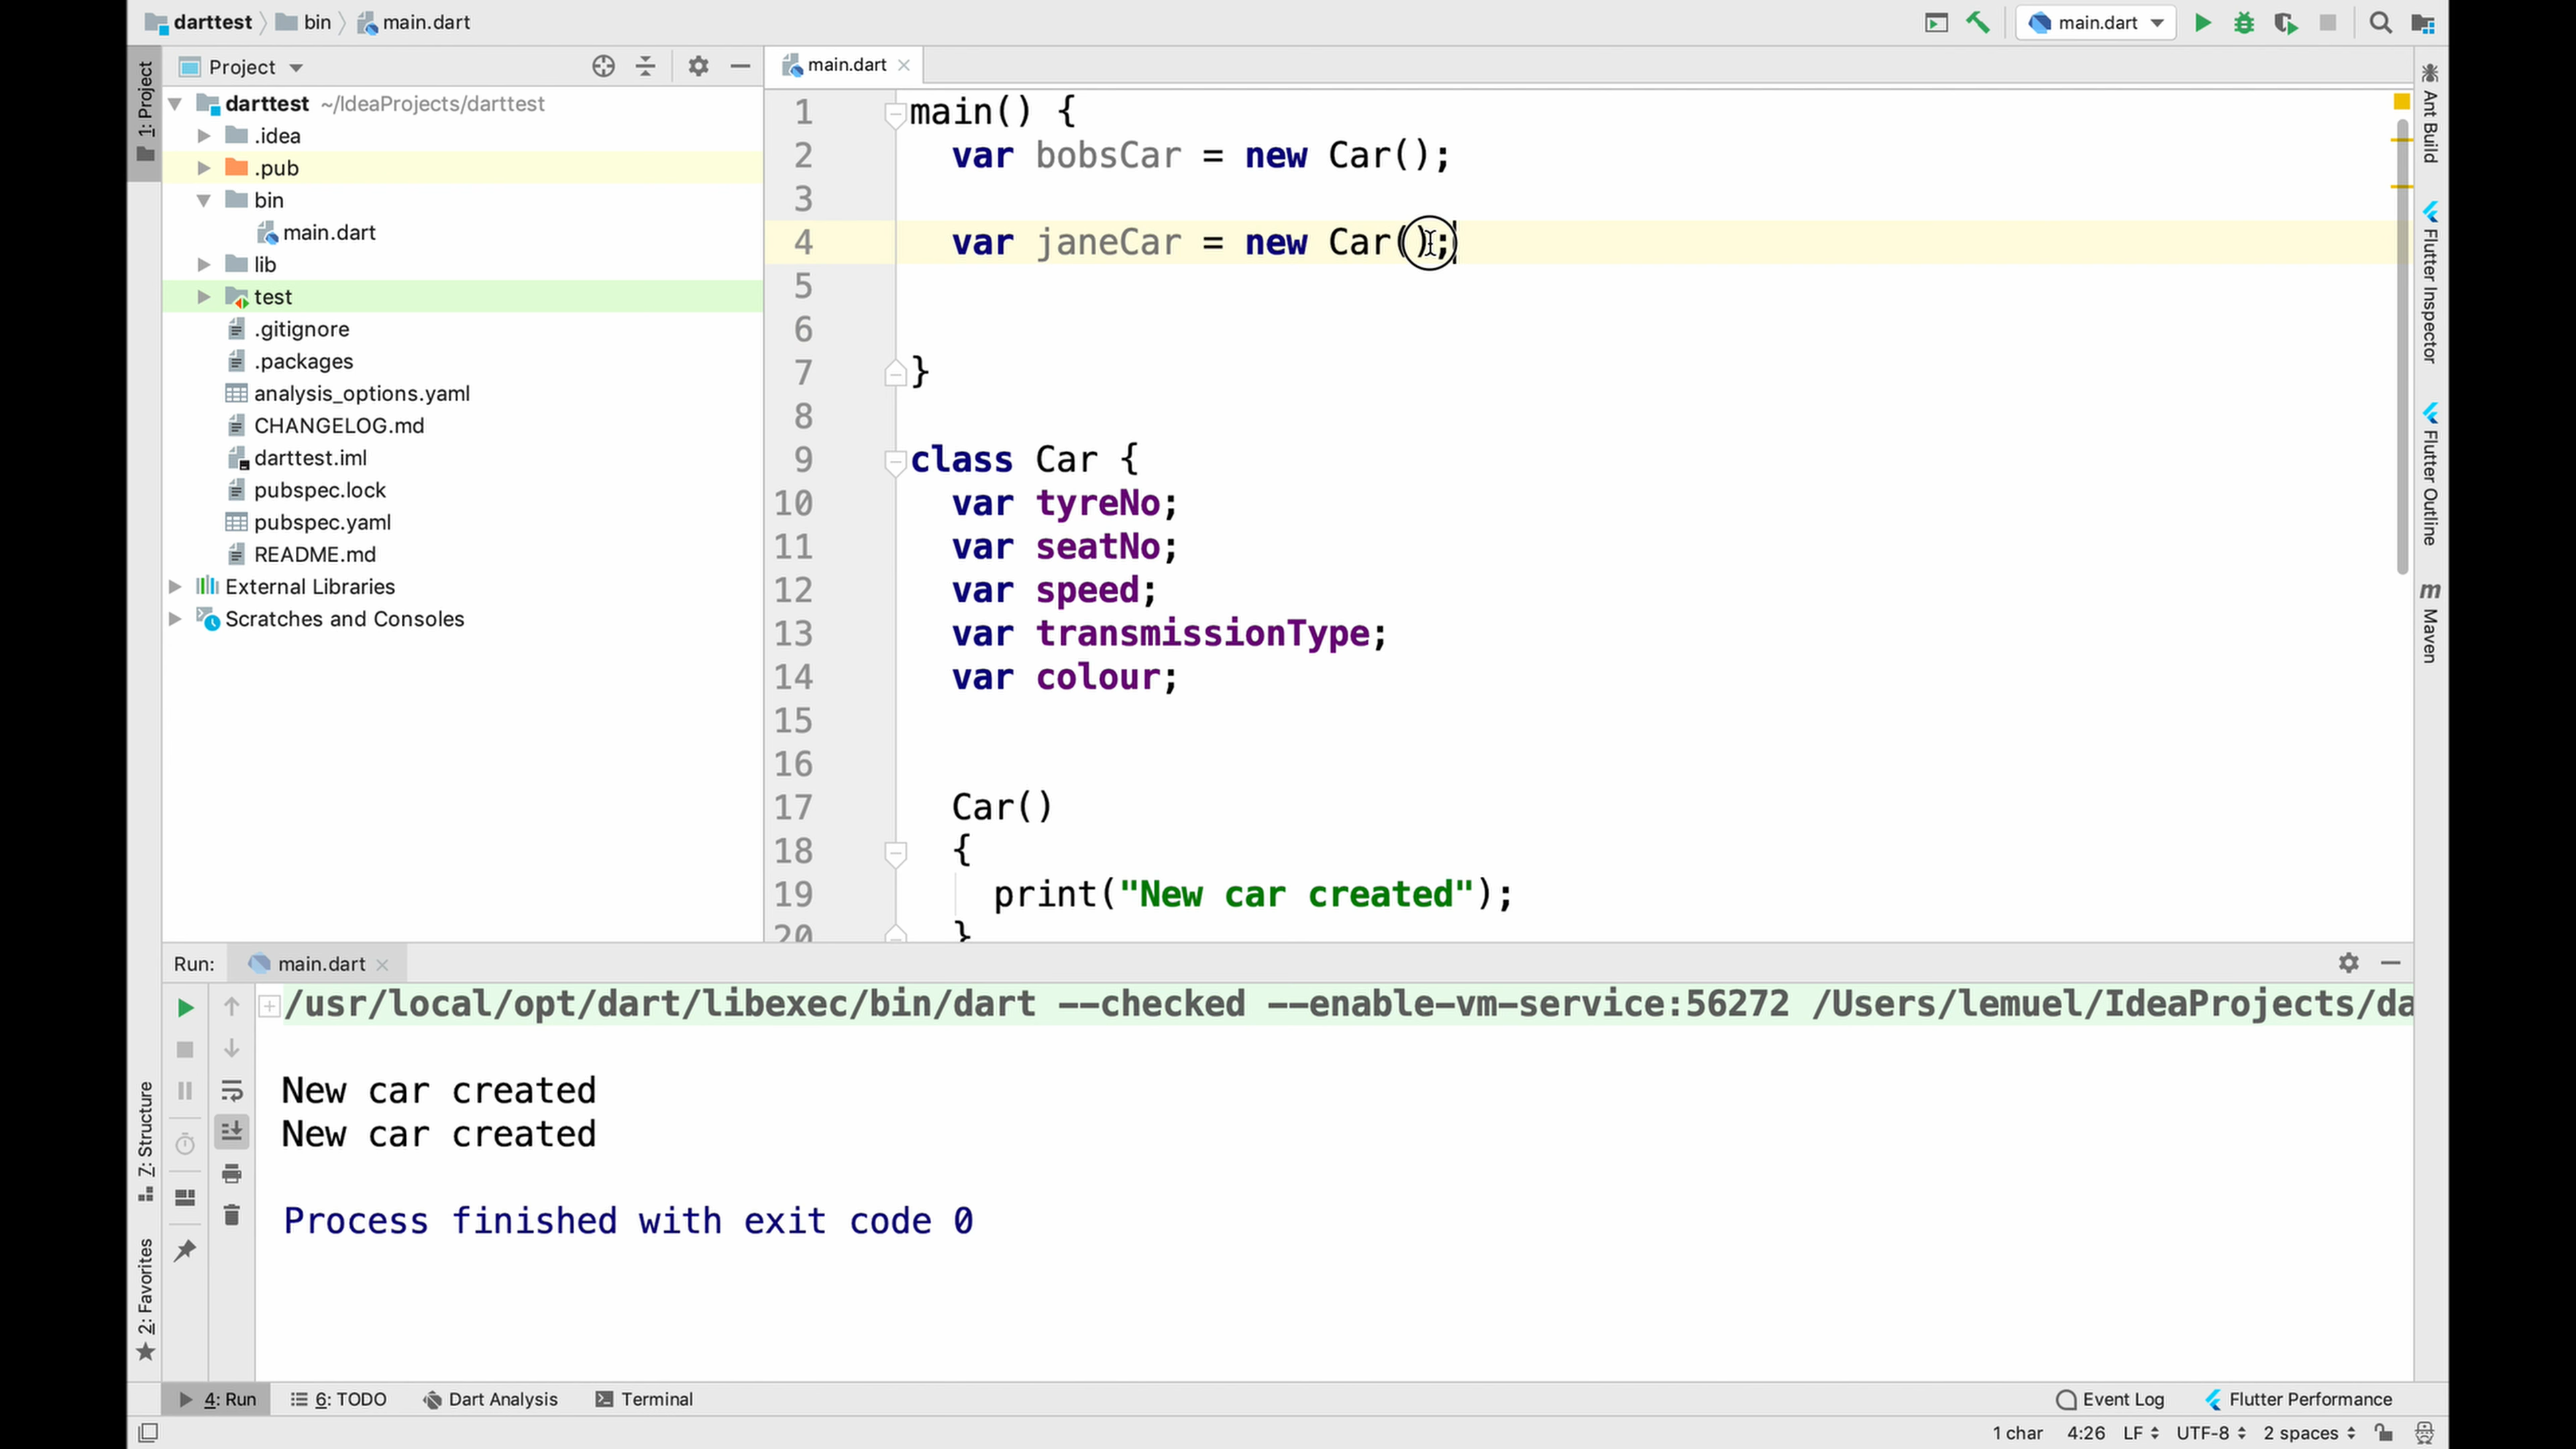 darttest bin main.dart
main.dart
1: Project
Project
main.dart
darttest ~/IdeaProjects/darttest
.idea
.pub
bin
main.dart
lib
test
.gitignore
.packages
analysis_options.yaml
CHANGELOG.md
darttest.iml
pubspec.lock
pubspec.yaml
README.md
External Libraries
Scratches and Consoles
1 main() {
2 var bobsCar = new Car();
3
4 var janeCar = new Car();
5
6
7 }
8
9 class Car {
10 var tyreNo;
11 var seatNo;
12 var speed;
13 var transmissionType;
14 var colour;
15
16
17 Car()
18 {
19 print("New car created");
20 }
Ant Build
Flutter Inspector
Flutter Outline
m Maven
Run: main.dart
/usr/local/opt/dart/libexec/bin/dart --checked --enable-vm-service:56272 /Users/lemuel/IdeaProjects/da
New car created
New car created
Process finished with exit code 0
7: Structure
2: Favorites
4: Run 6: TODO Dart Analysis Terminal
Event Log Flutter Performance
1 char 4:26 LF UTF-8 2 spaces